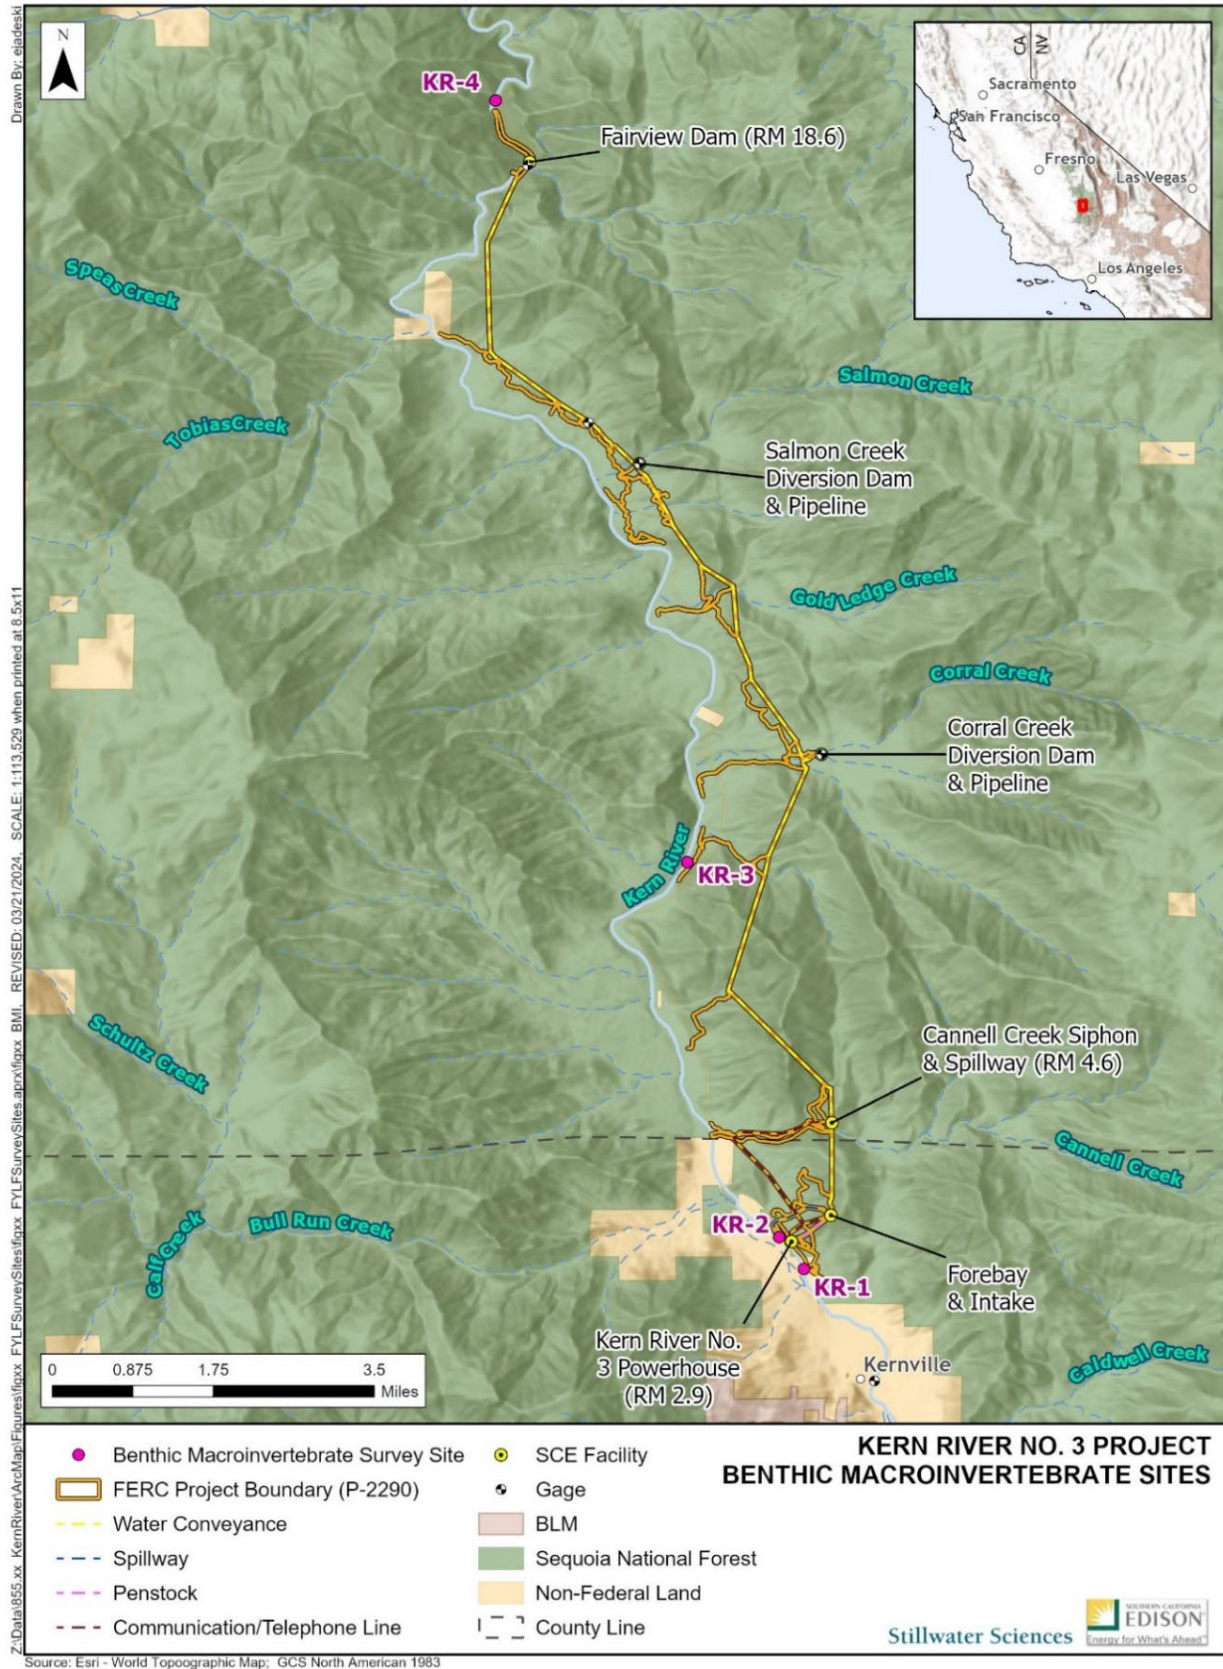 Drawn By: ejadeski
Z:\Data\855.xx_KernRiver\ArcMap\Figures\figxx_FYLFSurveySites\figxx_FYLFSurveySites.aprx\figxx_BMI, REVISED: 03/21/2024, SCALE: 1:113,529 when printed at 8.5x11
N
KR-4
Fairview Dam (RM 18.6)
CA
NV
Sacramento
San Francisco
Fresno
Las Vegas
Los Angeles
Speas Creek
Tobias Creek
Salmon Creek
Salmon Creek
Diversion Dam
& Pipeline
Gold Ledge Creek
Corral Creek
Corral Creek
Diversion Dam
& Pipeline
Kern River
KR-3
Cannell Creek Siphon
& Spillway (RM 4.6)
Schultz Creek
Cannell Creek
Calf Creek
Bull Run Creek
KR-2
KR-1
Forebay
& Intake
Kern River No.
3 Powerhouse
(RM 2.9)
Kernville
Caldwell Creek
0 0.875 1.75 3.5
Miles
KERN RIVER NO. 3 PROJECT
BENTHIC MACROINVERTEBRATE SITES
Benthic Macroinvertebrate Survey Site
FERC Project Boundary (P-2290)
Water Conveyance
Spillway
Penstock
Communication/Telephone Line
SCE Facility
Gage
BLM
Sequoia National Forest
Non-Federal Land
County Line
Stillwater Sciences
SOUTHERN CALIFORNIA
EDISON
Energy for What's Ahead℠
Source: Esri - World Topoographic Map; GCS North American 1983